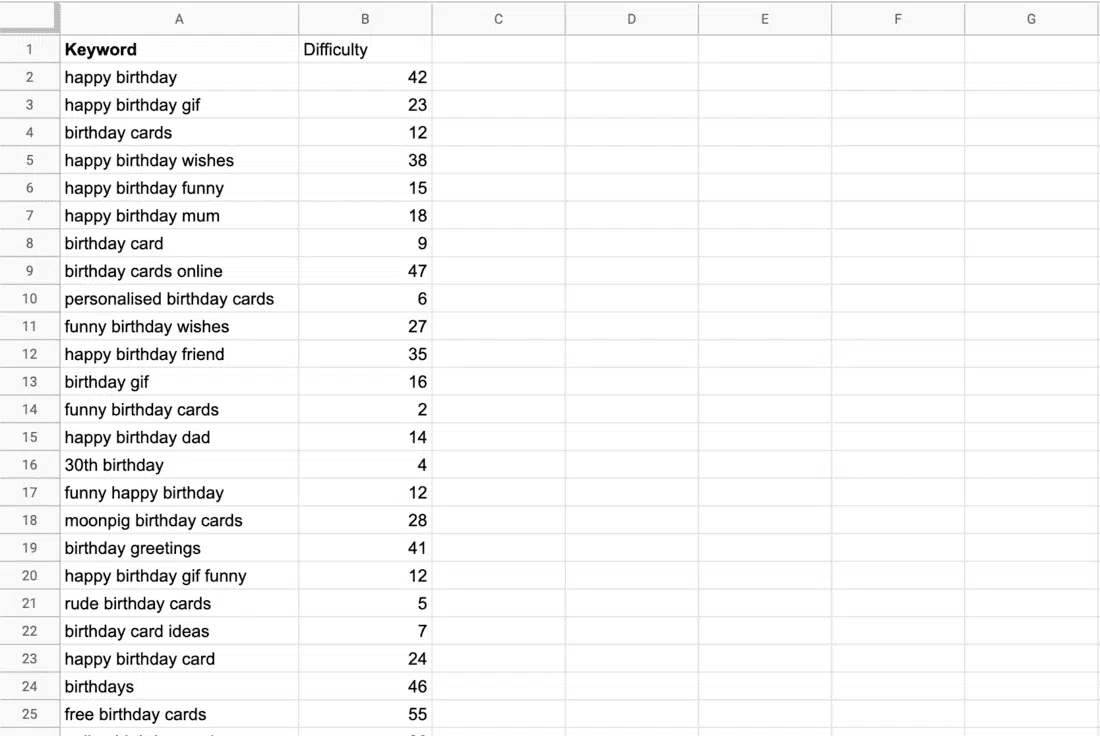 A B C D E F G
1 Keyword Difficulty
2 happy birthday 42
3 happy birthday gif 23
4 birthday cards 12
5 happy birthday wishes 38
6 happy birthday funny 15
7 happy birthday mum 18
8 birthday card 9
9 birthday cards online 47
10 personalised birthday cards 6
11 funny birthday wishes 27
12 happy birthday friend 35
13 birthday gif 16
14 funny birthday cards 2
15 happy birthday dad 14
16 30th birthday 4
17 funny happy birthday 12
18 moonpig birthday cards 28
19 birthday greetings 41
20 happy birthday gif funny 12
21 rude birthday cards 5
22 birthday card ideas 7
23 happy birthday card 24
24 birthdays 46
25 free birthday cards 55